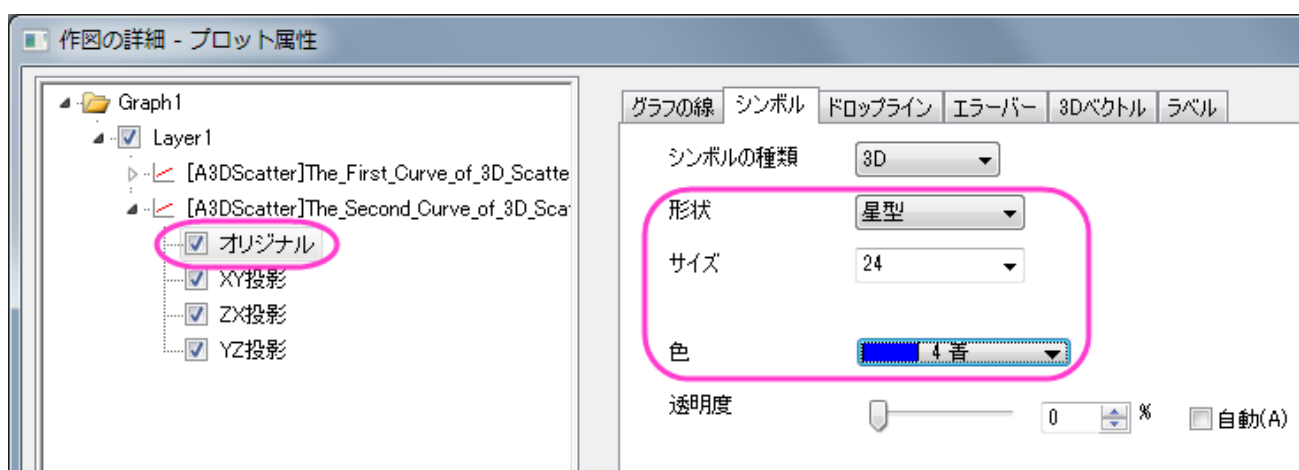 作図の詳細 - プロット属性
Graph1
Layer1
[A3DScatter]The_First_Curve_of_3D_Scatte
[A3DScatter]The_Second_Curve_of_3D_Sca
オリジナル
XY投影
ZX投影
YZ投影
グラフの線 シンボル ドロップライン エラーバー 3Dベクトル ラベル
シンボルの種類 3D
形状 星型
サイズ 24
色 4 青
透明度 0 % 自動(A)